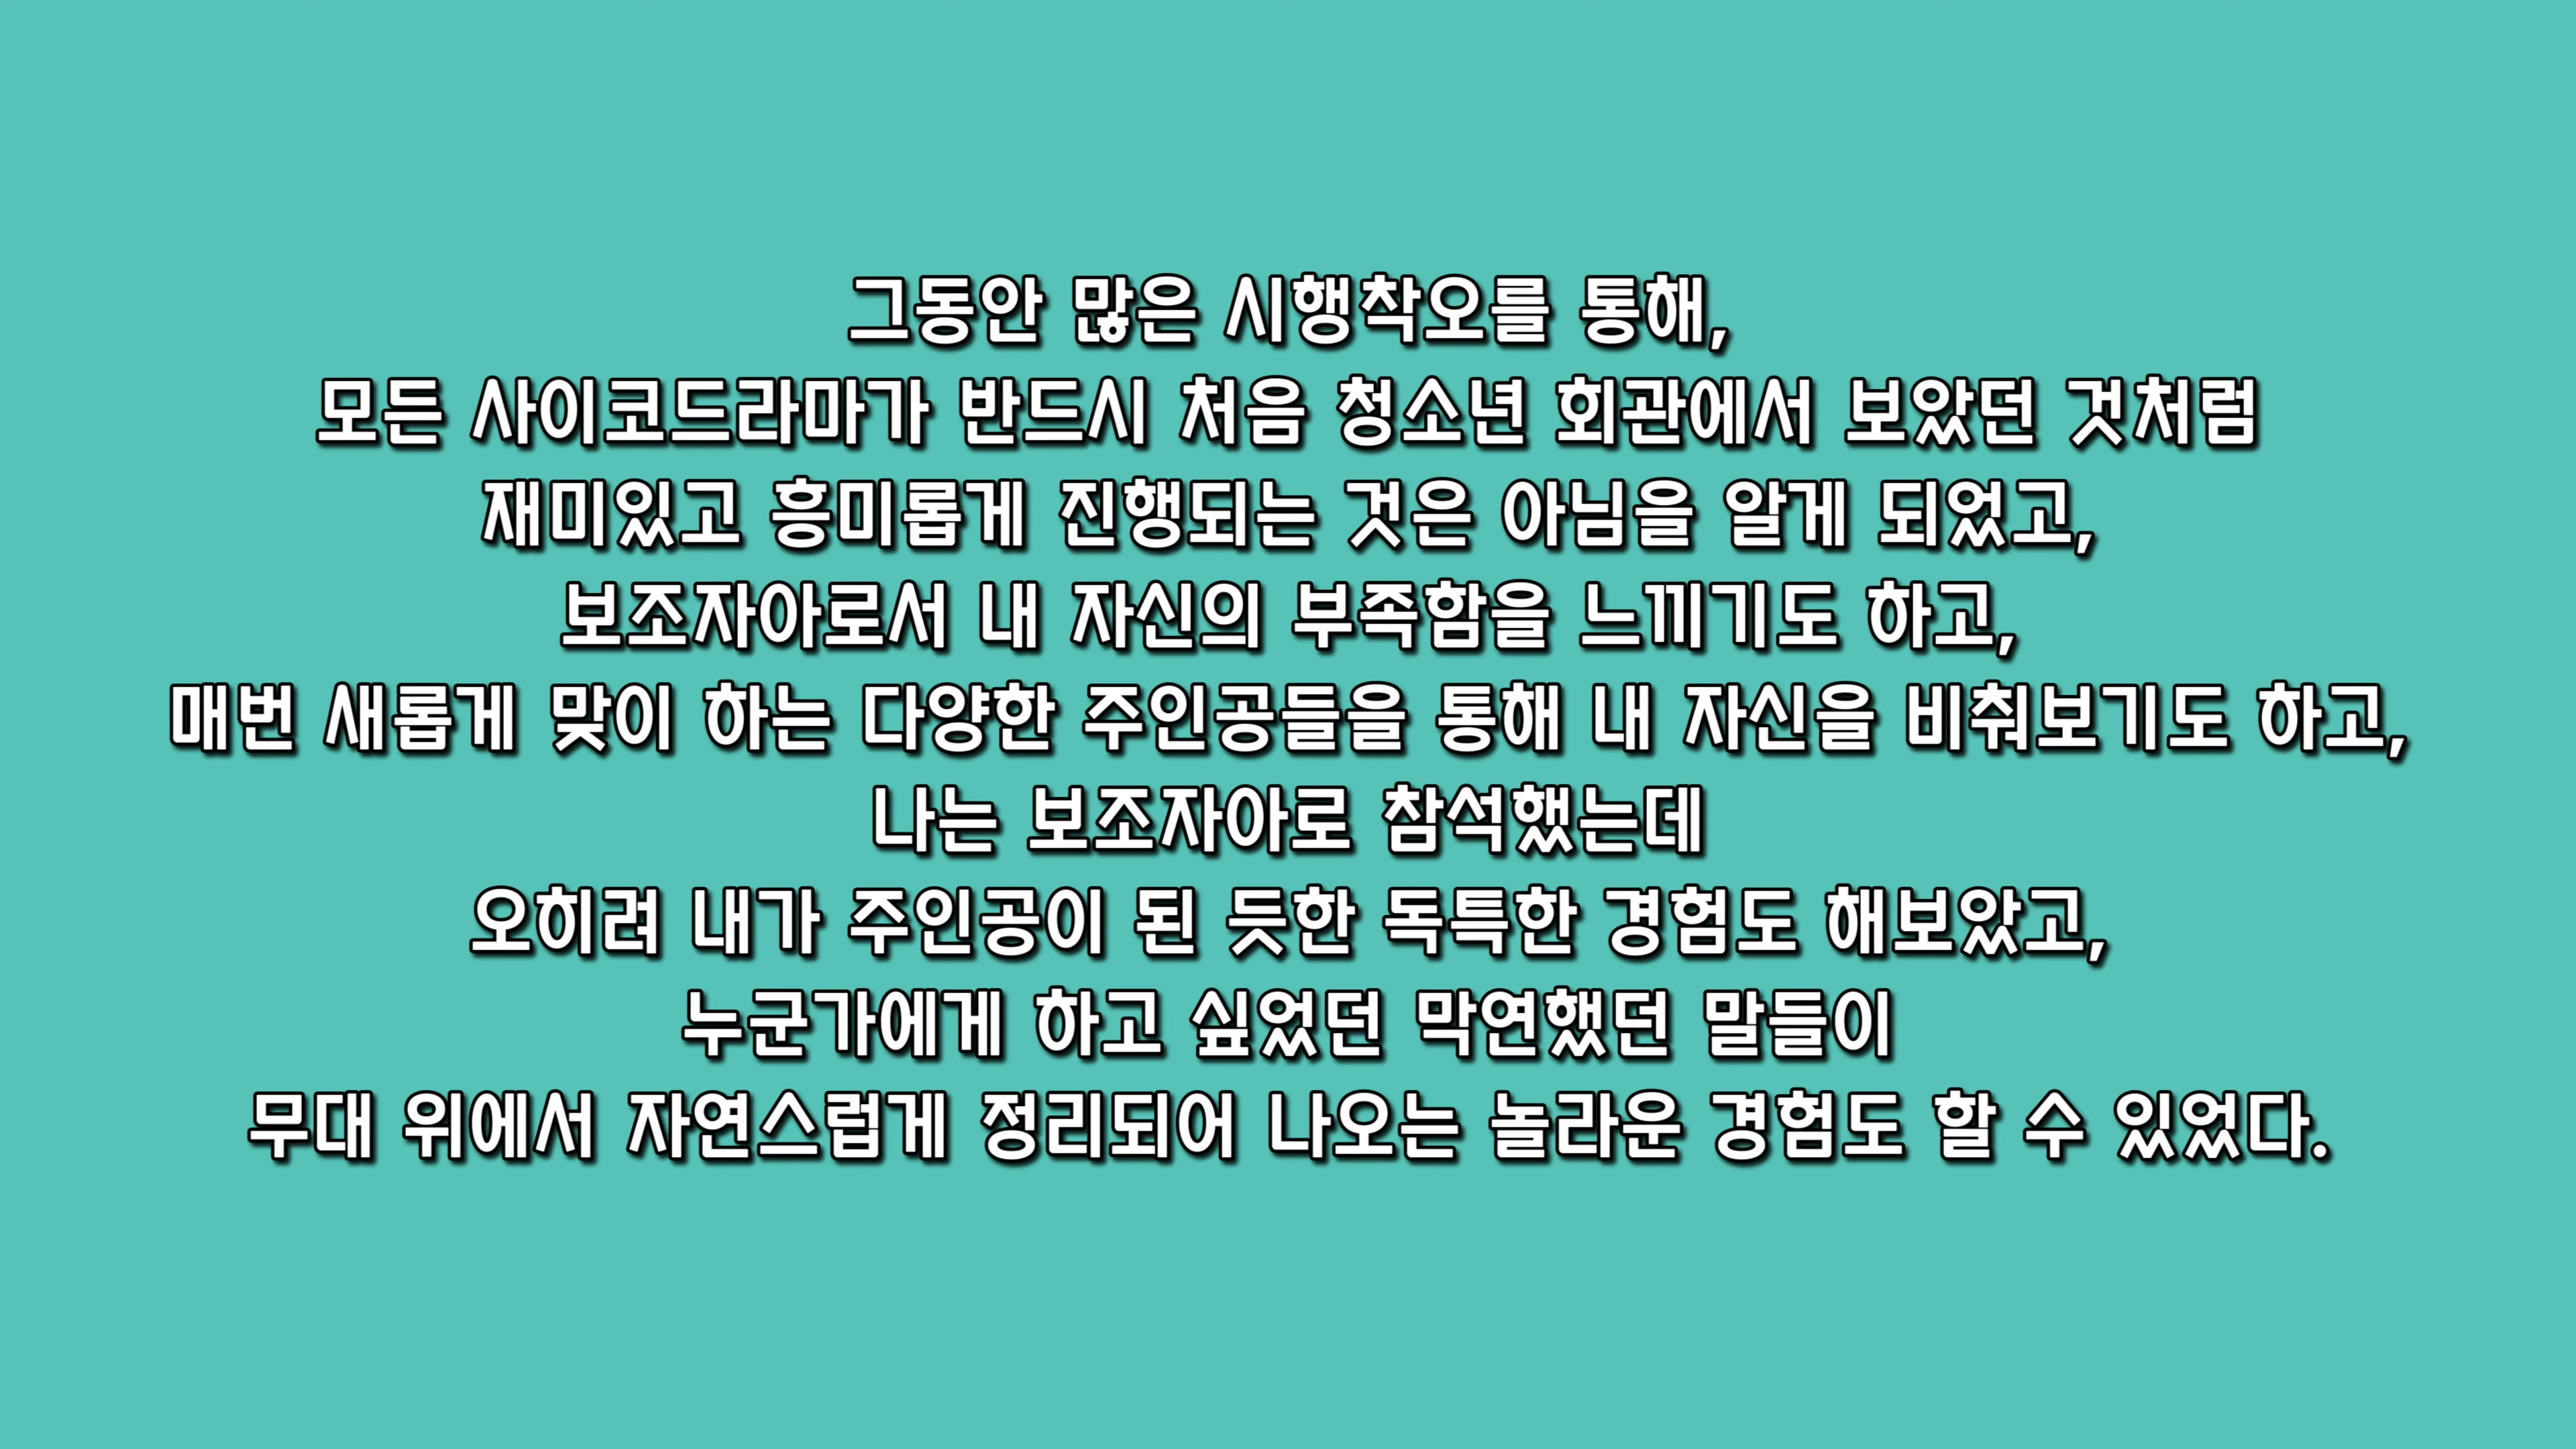 그동안 많은 시행착오를 통해,
모든 사이코드라마가 반드시 처음 청소년 회관에서 보았던 것처럼
재미있고 흥미롭게 진행되는 것은 아님을 알게 되었고,
보조자아로서 내 자신의 부족함을 느끼기도 하고,
매번 새롭게 맞이 하는 다양한 주인공들을 통해 내 자신을 비춰보기도 하고,
나는 보조자아로 참석했는데
오히려 내가 주인공이 된 듯한 독특한 경험도 해보았고,
누군가에게 하고 싶었던 막연했던 말들이
무대 위에서 자연스럽게 정리되어 나오는 놀라운 경험도 할 수 있었다.